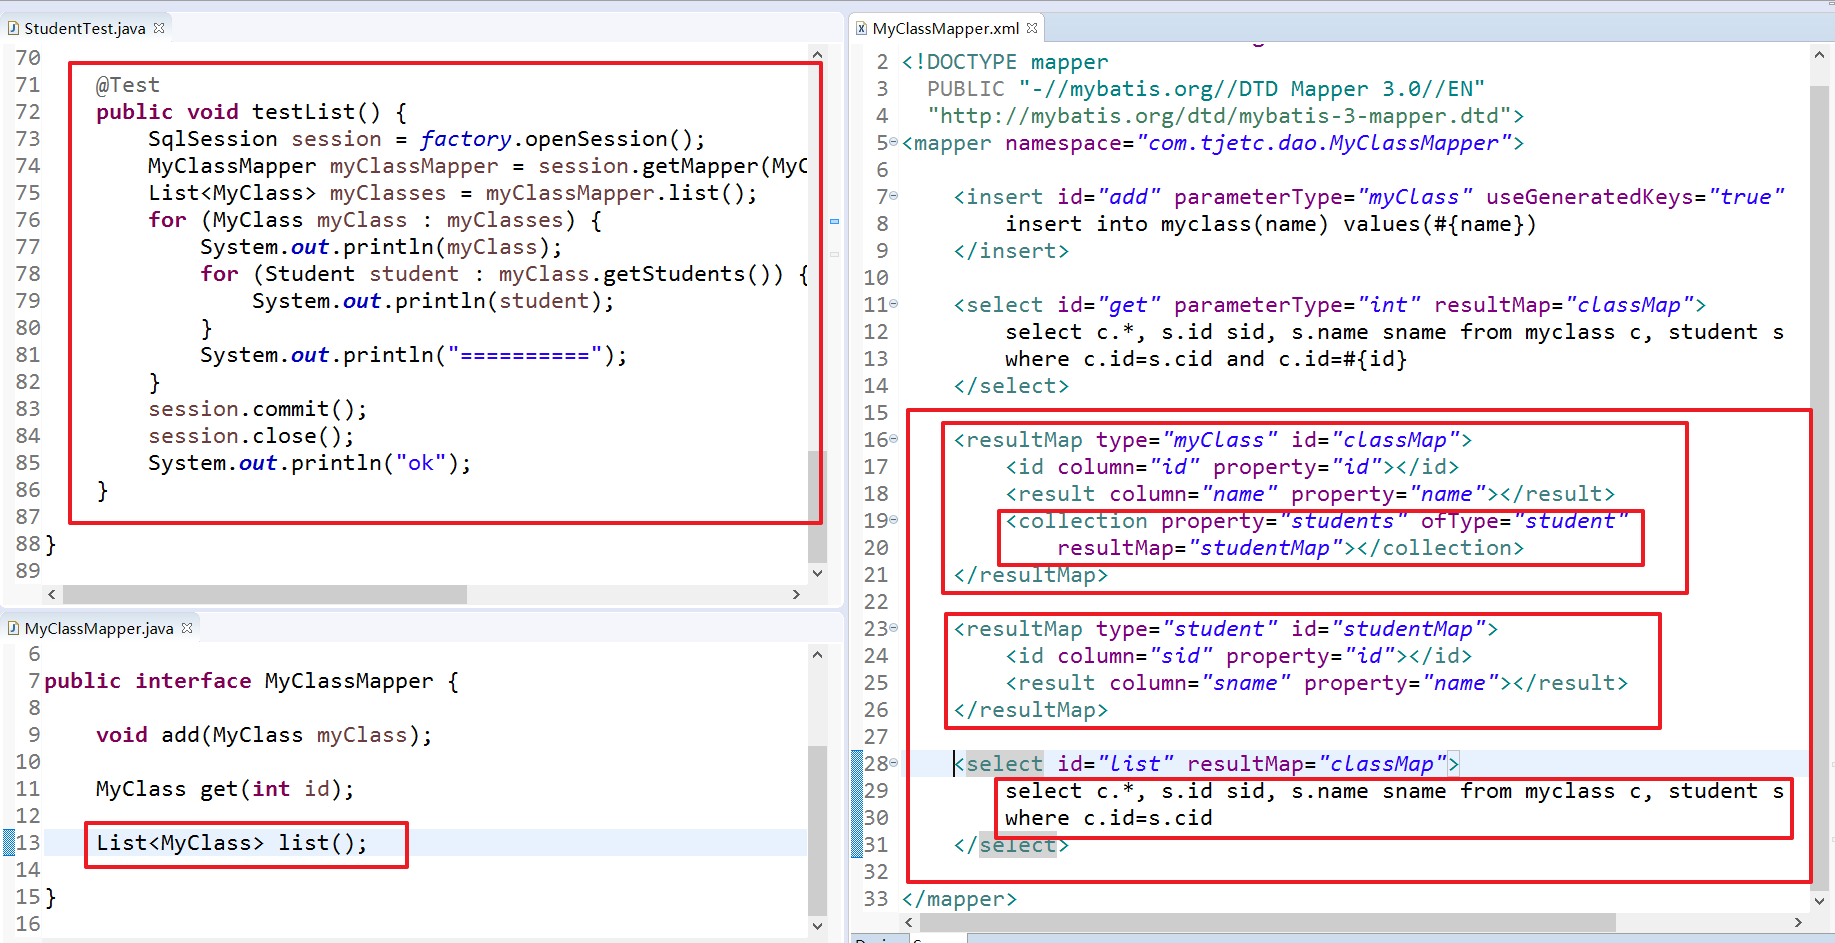 StudentTest.java
70
71 @Test
72 public void testList() {
73 SqlSession session = factory.openSession();
74 MyClassMapper myClassMapper = session.getMapper(MyC
75 List<MyClass> myClasses = myClassMapper.list();
76 for (MyClass myClass : myClasses) {
77 System.out.println(myClass);
78 for (Student student : myClass.getStudents()) {
79 System.out.println(student);
80 }
81 System.out.println("==========");
82 }
83 session.commit();
84 session.close();
85 System.out.println("ok");
86 }
87
88 }
89
MyClassMapper.java
6
7 public interface MyClassMapper {
8
9 void add(MyClass myClass);
10
11 MyClass get(int id);
12
13 List<MyClass> list();
14
15 }
16
MyClassMapper.xml
2 <!DOCTYPE mapper
3 PUBLIC "-//mybatis.org//DTD Mapper 3.0//EN"
4 "http://mybatis.org/dtd/mybatis-3-mapper.dtd">
5 <mapper namespace="com.tjetc.dao.MyClassMapper">
6
7 <insert id="add" parameterType="myClass" useGeneratedKeys="true"
8 insert into myclass(name) values(#{name})
9 </insert>
10
11 <select id="get" parameterType="int" resultMap="classMap">
12 select c.*, s.id sid, s.name sname from myclass c, student s
13 where c.id=s.cid and c.id=#{id}
14 </select>
15
16 <resultMap type="myClass" id="classMap">
17 <id column="id" property="id"></id>
18 <result column="name" property="name"></result>
19 <collection property="students" ofType="student"
20 resultMap="studentMap"></collection>
21 </resultMap>
22
23 <resultMap type="student" id="studentMap">
24 <id column="sid" property="id"></id>
25 <result column="sname" property="name"></result>
26 </resultMap>
27
28 <select id="list" resultMap="classMap">
29 select c.*, s.id sid, s.name sname from myclass c, student s
30 where c.id=s.cid
31 </select>
32
33 </mapper>